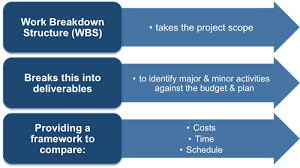 Work Breakdown
Structure (WBS)
• takes the project scope
Breaks this into
deliverables
• to identify major & minor activities
against the budget & plan
Providing a
framework to
compare:
• Costs
• Time
• Schedule